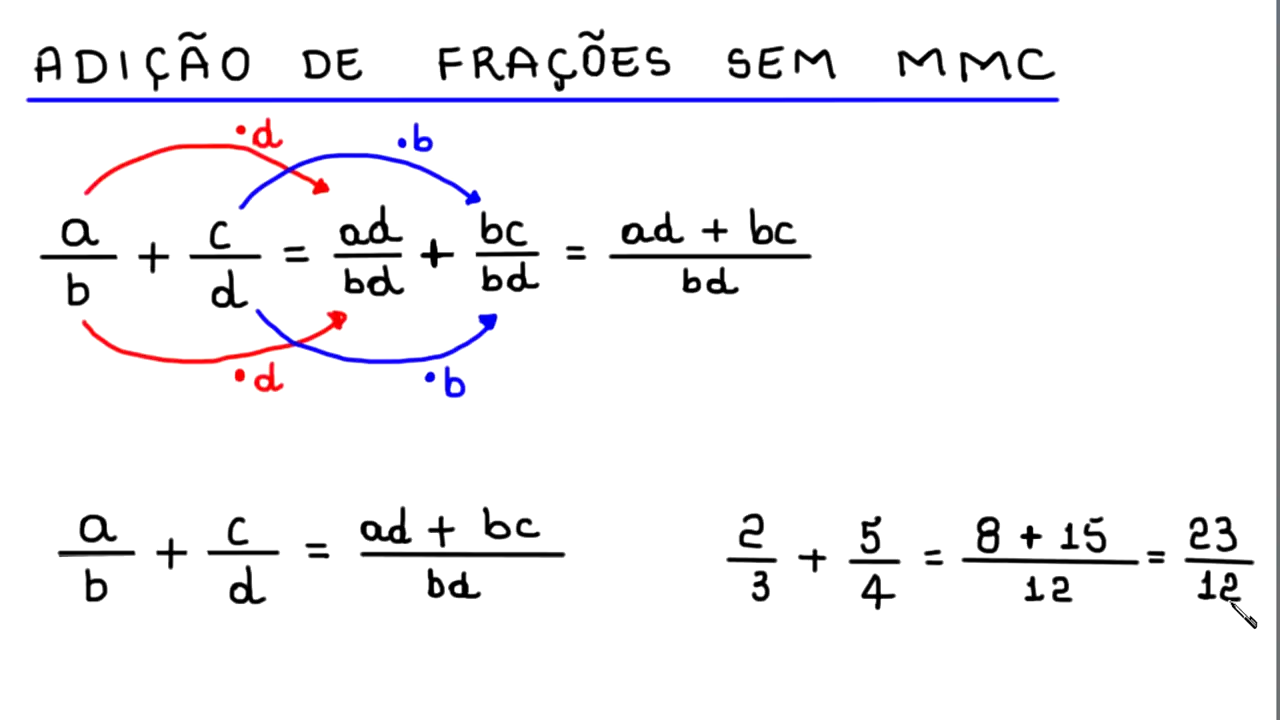 ADIÇÃO DE FRAÇÕES SEM MMC
·d ·b
a/b + c/d = ad/bd + bc/bd = (ad + bc)/bd
·d ·b
a/b + c/d = (ad + bc)/bd
2/3 + 5/4 = (8 + 15)/12 = 23/12